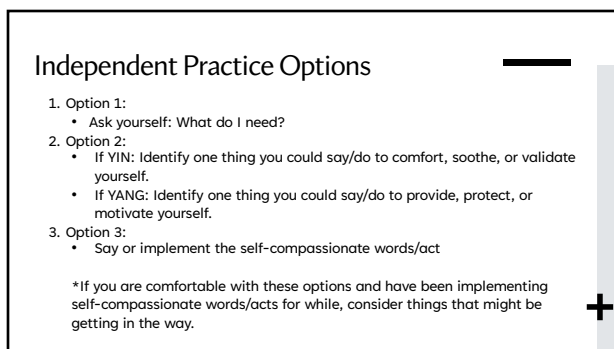 Independent Practice Options
1. Option 1:
• Ask yourself: What do I need?
2. Option 2:
• If YIN: Identify one thing you could say/do to comfort, soothe, or validate
yourself.
• If YANG: Identify one thing you could say/do to provide, protect, or
motivate yourself.
3. Option 3:
• Say or implement the self-compassionate words/act
*If you are comfortable with these options and have been implementing
self-compassionate words/acts for while, consider things that might be
getting in the way.